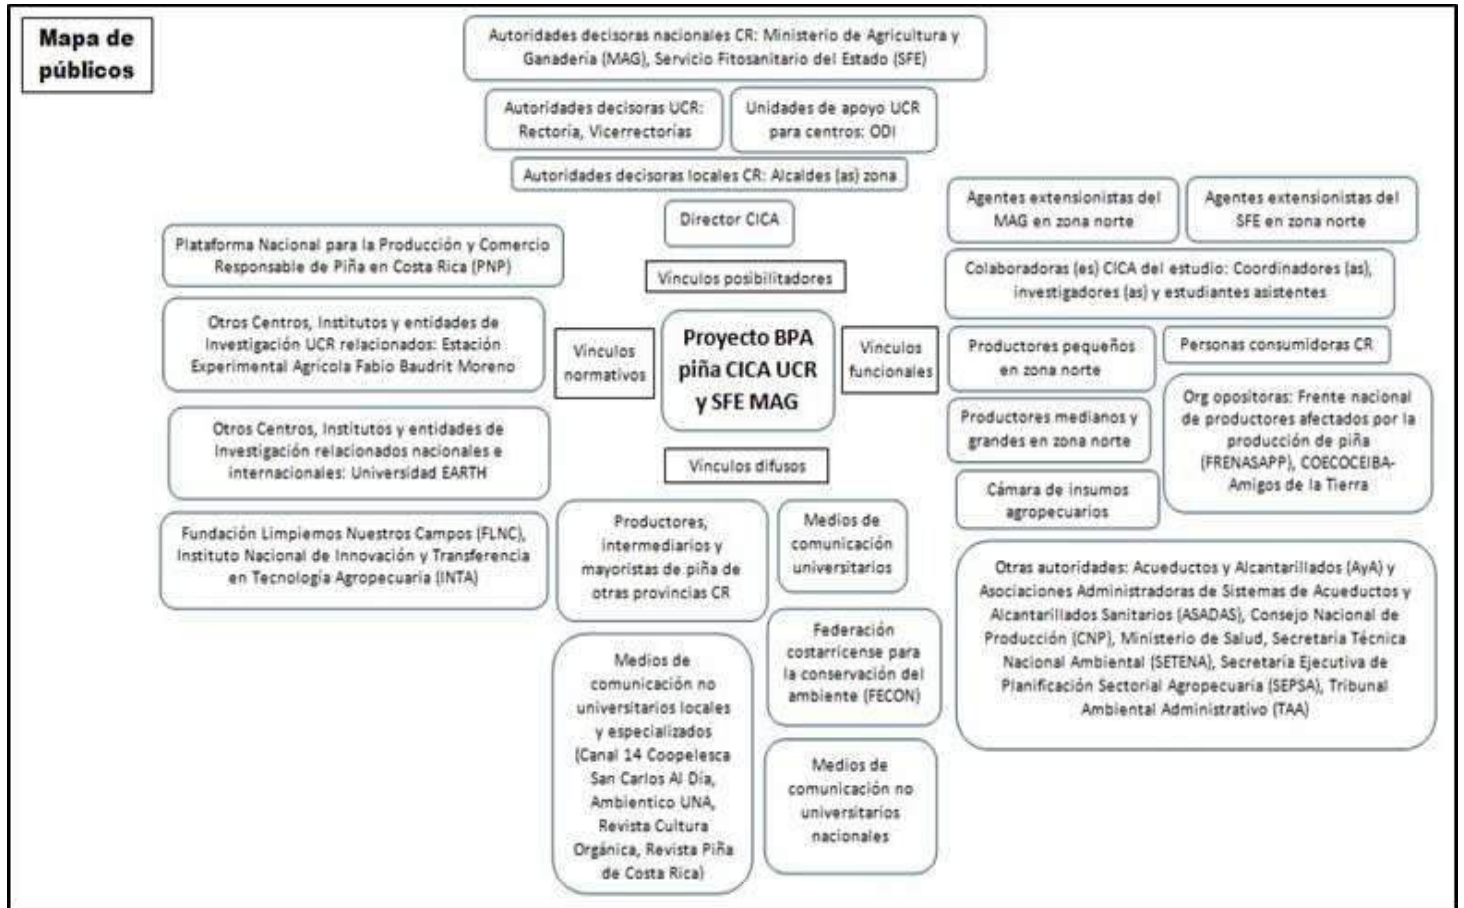 Mapa de
públicos
Autoridades decisoras nacionales CR: Ministerio de Agricultura y
Ganadería (MAG), Servicio Fitosanitario del Estado (SFE)
Autoridades decisoras UCR:
Rectoría, Vicerrectorías
Unidades de apoyo UCR
para centros: ODI
Autoridades decisoras locales CR: Alcaldes (as) zona
Director CICA
Vínculos posibilitadores
Plataforma Nacional para la Producción y Comercio
Responsable de Piña en Costa Rica (PNP)
Otros Centros, Institutos y entidades de
Investigación UCR relacionados: Estación
Experimental Agrícola Fabio Baudrit Moreno
Otros Centros, Institutos y entidades de
Investigación relacionados nacionales e
internacionales: Universidad EARTH
Fundación Limpiemos Nuestros Campos (FLNC),
Instituto Nacional de Innovación y Transferencia
en Tecnología Agropecuaria (INTA)
Vínculos
normativos
Proyecto BPA
piña CICA UCR
y SFE MAG
Vínculos
funcionales
Agentes extensionistas del
MAG en zona norte
Agentes extensionistas del
SFE en zona norte
Colaboradoras (es) CICA del estudio: Coordinadores (as),
investigadores (as) y estudiantes asistentes
Productores pequeños
en zona norte
Personas consumidoras CR
Productores medianos y
grandes en zona norte
Org opositoras: Frente nacional
de productores afectados por la
producción de piña
(FRENASAPP), COECOCEIBA-
Amigos de la Tierra
Cámara de insumos
agropecuarios
Otras autoridades: Acueductos y Alcantarillados (AyA) y
Asociaciones Administradoras de Sistemas de Acueductos y
Alcantarillados Sanitarios (ASADAS), Consejo Nacional de
Producción (CNP), Ministerio de Salud, Secretaria Técnica
Nacional Ambiental (SETENA), Secretaria Ejecutiva de
Planificación Sectorial Agropecuaria (SEPSA), Tribunal
Ambiental Administrativo (TAA)
Vínculos difusos
Productores,
intermediarios y
mayoristas de piña de
otras provincias CR
Medios de
comunicación
universitarios
Medios de
comunicación no
universitarios locales
y especializados
(Canal 14 Coopelesca
San Carlos Al Día,
Ambientico UNA,
Revista Cultura
Orgánica, Revista Piña
de Costa Rica)
Federación
costarricense para
la conservación del
ambiente (FECON)
Medios de
comunicación no
universitarios
nacionales